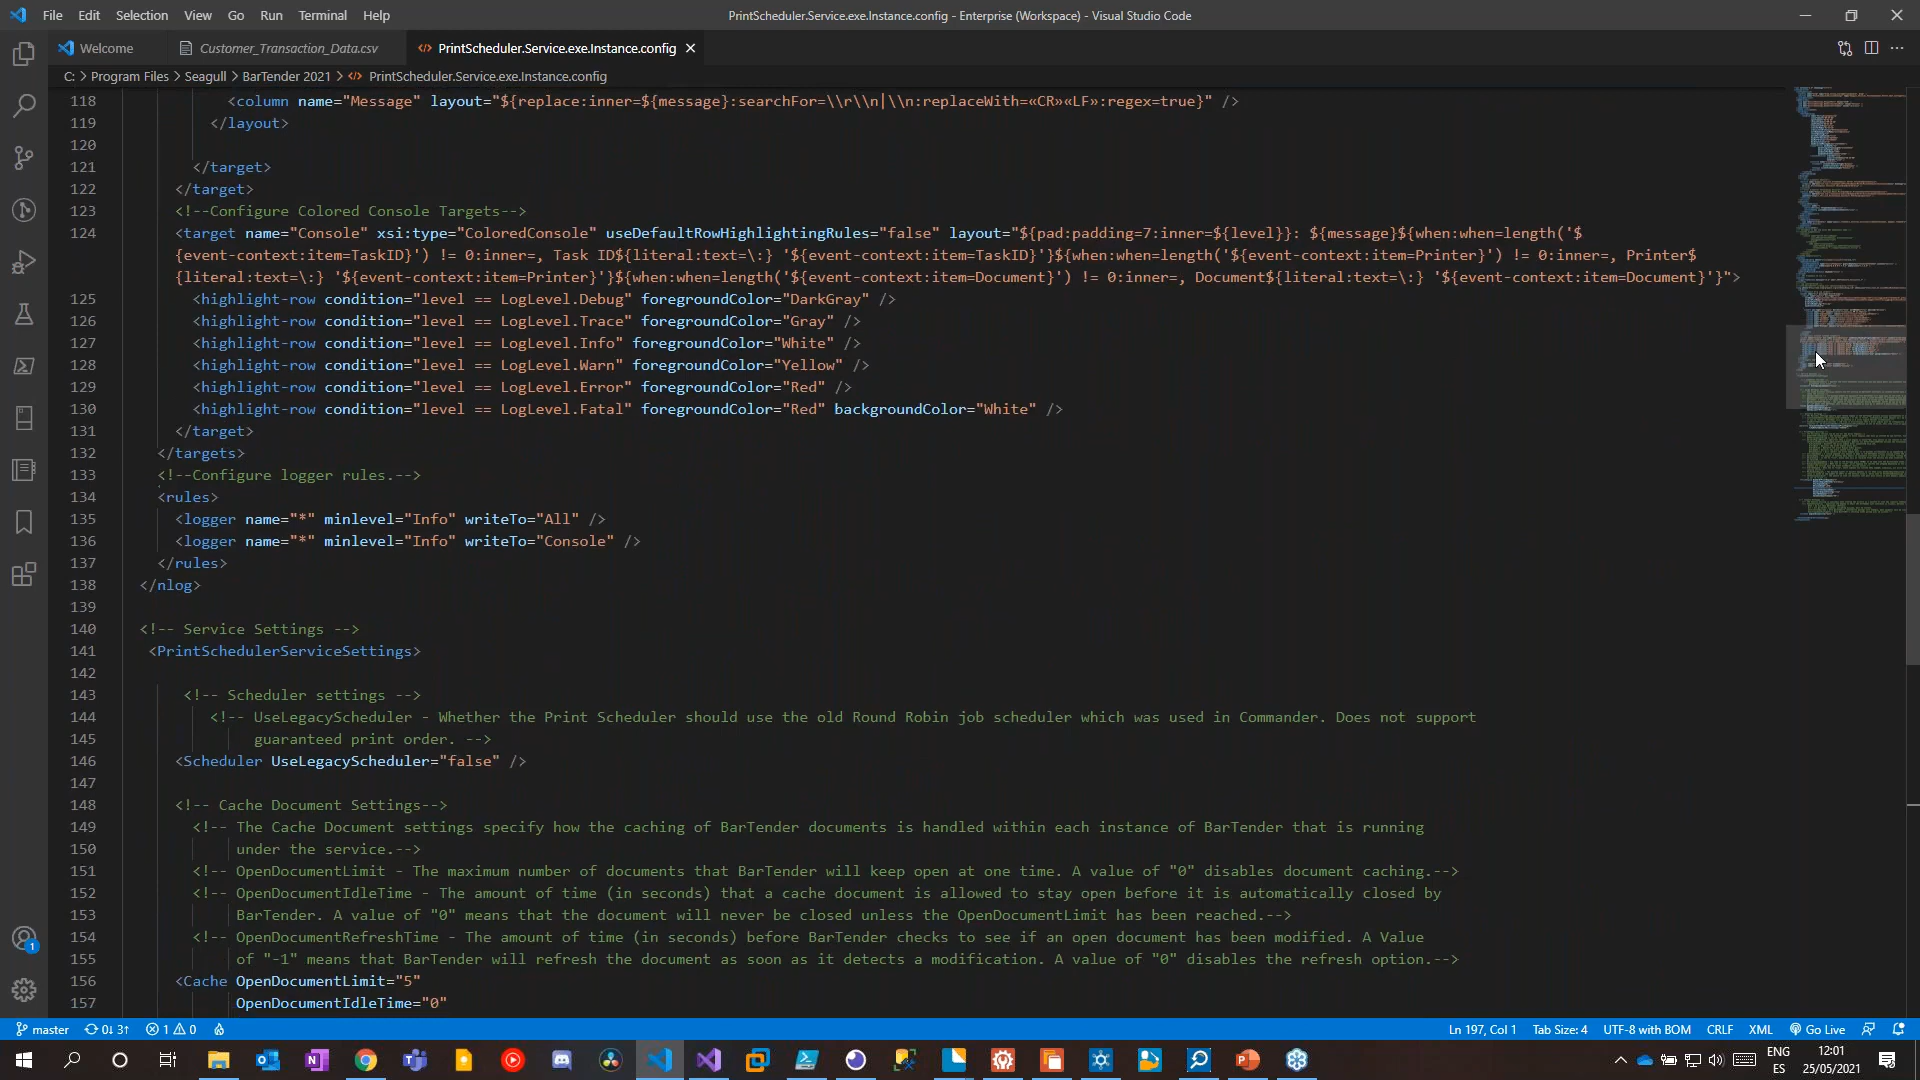 File Edit Selection View Go Run Terminal Help
PrintScheduler.Service.exe.Instance.config - Enterprise (Workspace) - Visual Studio Code
Welcome
Customer_Transaction_Data.csv
PrintScheduler.Service.exe.Instance.config
C: > Program Files > Seagull > BarTender 2021 > PrintScheduler.Service.exe.Instance.config
118 <column name="Message" layout="${replace:inner=${message}:searchFor=\\r\\n|\\n:replaceWith=«CR»«LF»:regex=true}" />
119 </layout>
120
121 </target>
122 </target>
123 <!--Configure Colored Console Targets-->
124 <target name="Console" xsi:type="ColoredConsole" useDefaultRowHighlightingRules="false" layout="${pad:padding=7:inner=${level}}: ${message}${when:when=length('$
{event-context:item=TaskID}') != 0:inner=, Task ID${literal:text=\:} '${event-context:item=TaskID}'}${when:when=length('${event-context:item=Printer}') != 0:inner=, Printer$
{literal:text=\:} '${event-context:item=Printer}'}${when:when=length('${event-context:item=Document}') != 0:inner=, Document${literal:text=\:} '${event-context:item=Document}'}">
125 <highlight-row condition="level == LogLevel.Debug" foregroundColor="DarkGray" />
126 <highlight-row condition="level == LogLevel.Trace" foregroundColor="Gray" />
127 <highlight-row condition="level == LogLevel.Info" foregroundColor="White" />
128 <highlight-row condition="level == LogLevel.Warn" foregroundColor="Yellow" />
129 <highlight-row condition="level == LogLevel.Error" foregroundColor="Red" />
130 <highlight-row condition="level == LogLevel.Fatal" foregroundColor="Red" backgroundColor="White" />
131 </target>
132 </targets>
133 <!--Configure logger rules.-->
134 <rules>
135 <logger name="*" minlevel="Info" writeTo="All" />
136 <logger name="*" minlevel="Info" writeTo="Console" />
137 </rules>
138 </nlog>
139
140 <!-- Service Settings -->
141 <PrintSchedulerServiceSettings>
142
143 <!-- Scheduler settings -->
144 <!-- UseLegacyScheduler - Whether the Print Scheduler should use the old Round Robin job scheduler which was used in Commander. Does not support
145 guaranteed print order. -->
146 <Scheduler UseLegacyScheduler="false" />
147
148 <!-- Cache Document Settings-->
149 <!-- The Cache Document settings specify how the caching of BarTender documents is handled within each instance of BarTender that is running
150 under the service.-->
151 <!-- OpenDocumentLimit - The maximum number of documents that BarTender will keep open at one time. A value of "0" disables document caching.-->
152 <!-- OpenDocumentIdleTime - The amount of time (in seconds) that a cache document is allowed to stay open before it is automatically closed by
153 BarTender. A value of "0" means that the document will never be closed unless the OpenDocumentLimit has been reached.-->
154 <!-- OpenDocumentRefreshTime - The amount of time (in seconds) before BarTender checks to see if an open document has been modified. A Value
155 of "-1" means that BarTender will refresh the document as soon as it detects a modification. A value of "0" disables the refresh option.-->
156 <Cache OpenDocumentLimit="5"
157 OpenDocumentIdleTime="0"
1
master 0↓ 3↑ 1 0 Ln 197, Col 1 Tab Size: 4 UTF-8 with BOM CRLF XML Go Live
ENG 12:01
ES 25/05/2021